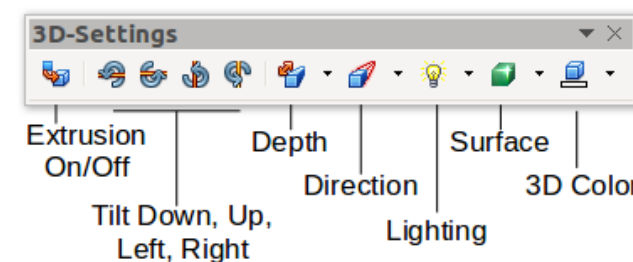 3D-Settings
Extrusion
On/Off
Depth
Surface
Direction
3D Color
Tilt Down, Up,
Left, Right
Lighting